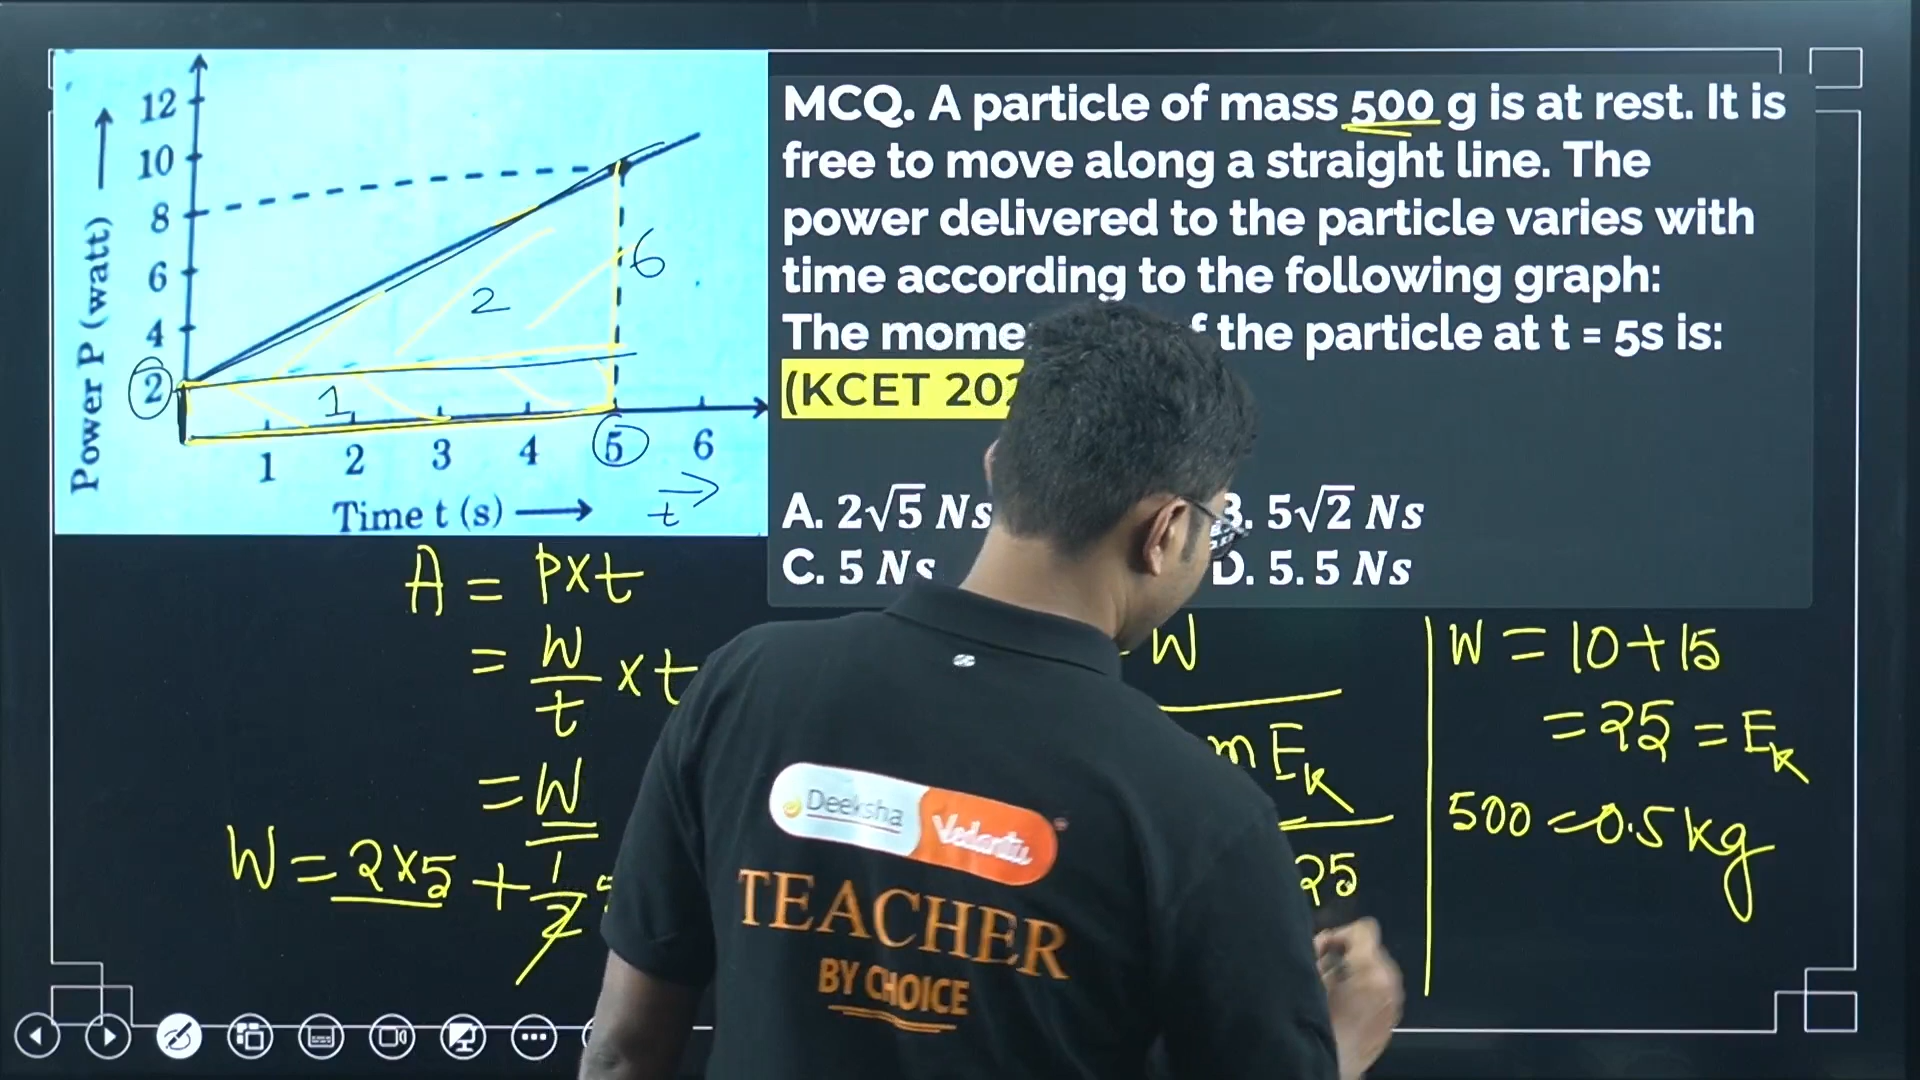 12
10
8
6
4
2
Power P (watt)
1 2 3 4 5 6
Time t (s)
t
1
2
6
MCQ. A particle of mass 500 g is at rest. It is
free to move along a straight line. The
power delivered to the particle varies with
time according to the following graph:
The the particle at t = 5s is:
(KCET
A. 2√5 Ns B. 5√2 Ns
C. 5 Ns D. 5.5 Ns
A = P×t
= W/t × t
= W
W = 2×5 + 1/2
W
m E_k
25
W = 10+15
= 25 = E_k
500 = 0.5 kg
Deeksha Vedantu
TEACHER
BY CHOICE